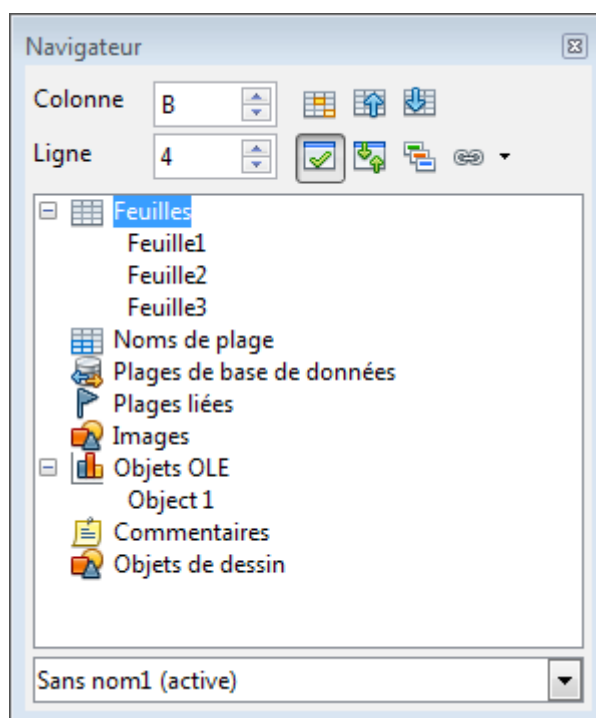 Navigateur
Colonne B
Ligne 4
Feuilles
Feuille1
Feuille2
Feuille3
Noms de plage
Plages de base de données
Plages liées
Images
Objets OLE
Object 1
Commentaires
Objets de dessin
Sans nom1 (active)